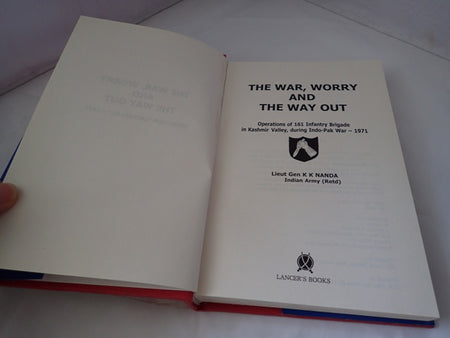 THE WAR, WORRY
AND
THE WAY OUT
Operations of 161 Infantry Brigade
in Kashmir Valley, during Indo-Pak War – 1971
Lieut Gen K K NANDA
Indian Army (Retd)
LANCER'S BOOKS